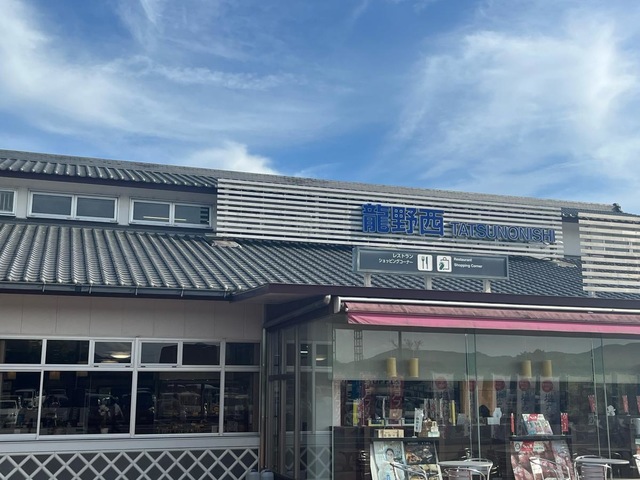 龍野西 TATSUNONISHI
レストラン
ショッピングコーナー
Restaurant
Shopping Corner